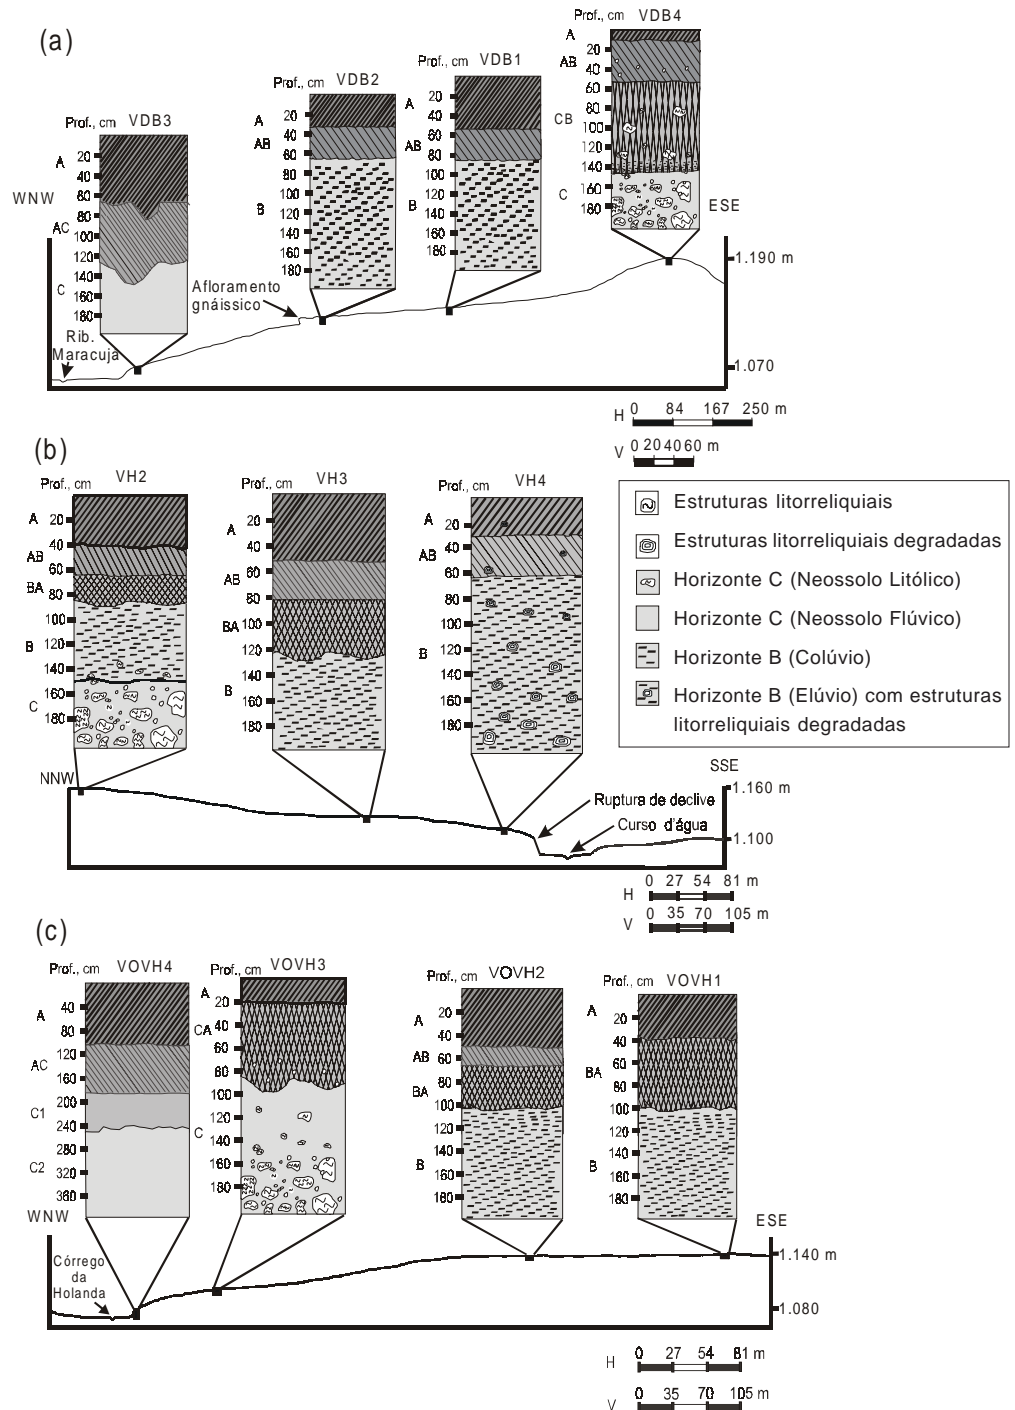 (a)
Prof., cm VDB3
A
20
40
60
80
AC
100
120
140
C
160
180
WNW
Rib.
Maracujá
Afloramento
gnáissico
Prof., cm VDB2
A
20
40
AB
60
80
100
B
120
140
160
180
Prof., cm VDB1
A
20
40
60
AB
80
100
B
120
140
160
180
Prof., cm VDB4
A
20
AB
40
60
80
CB
100
120
140
C
160
180
ESE
1.190 m
1.070
H 0 84 167 250 m
V 0 20 40 60 m
(b)
Prof., cm VH2
A 20
40
AB
60
BA
80
100
B 120
140
160
C
180
NNW
Prof., cm VH3
A
20
40
AB
60
80
BA
100
120
140
B
160
180
Prof., cm VH4
A
20
40
AB
60
80
100
B
120
140
160
180
Ruptura de declive
Curso d'água
SSE
1.160 m
1.100
H 0 27 54 81 m
V 0 35 70 105 m
Estruturas litorreliquiais
Estruturas litorreliquiais degradadas
Horizonte C (Neossolo Litólico)
Horizonte C (Neossolo Flúvico)
Horizonte B (Colúvio)
Horizonte B (Elúvio) com estruturas
litorreliquiais degradadas
(c)
Prof., cm VOVH4
A
40
80
120
AC
160
200
C1
240
280
C2
320
360
WNW
Córrego
da
Holanda
Prof., cm VOVH3
A
20
CA 40
60
80
100
120
C
140
160
180
Prof., cm VOVH2
A
20
40
AB 60
80
BA
100
120
140
B
160
180
Prof., cm VOVH1
A
20
40
60
BA
80
100
120
140
B
160
180
ESE
1.140 m
1.080
H 0 27 54 81 m
V 0 35 70 105 m